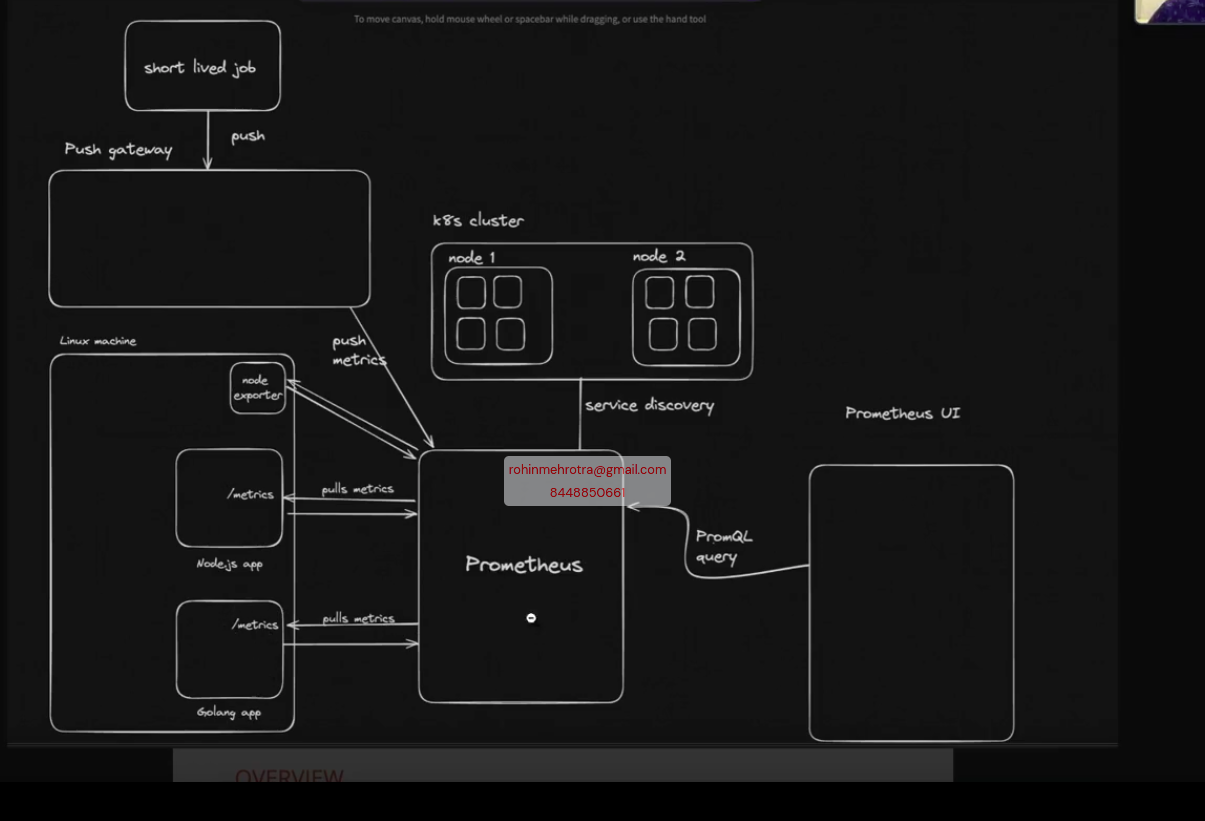 To move canvas, hold mouse wheel or spacebar while dragging, or use the hand tool
short lived job
push
Push gateway
k8s cluster
node 1
node 2
push
metrics
Linux machine
node
exporter
service discovery
Prometheus UI
rohinmehrotra@gmail.com
8448850661
/metrics
pulls metrics
PromQL
query
Node.js app
Prometheus
/metrics
pulls metrics
Golang app
OVERVIEW